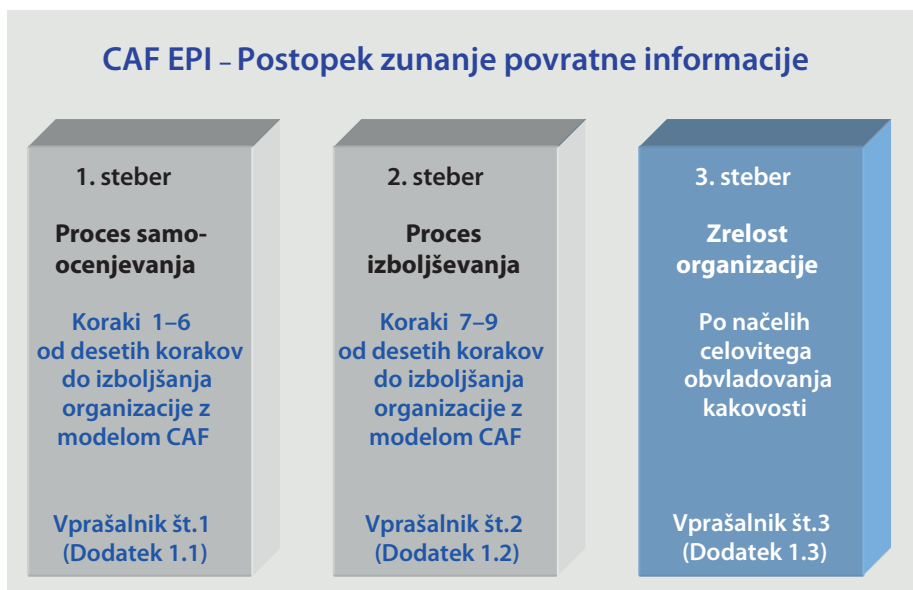 CAF EPI – Postopek zunanje povratne informacije
1. steber
Proces samo-
ocenjevanja
Koraki 1–6
od desetih korakov
do izboljšanja
organizacije z
modelom CAF
Vprašalnik št.1
(Dodatek 1.1)
2. steber
Proces
izboljševanja
Koraki 7–9
od desetih korakov
do izboljšanja
organizacije z
modelom CAF
Vprašalnik št.2
(Dodatek 1.2)
3. steber
Zrelost
organizacije
Po načelih
celovitega
obvladovanja
kakovosti
Vprašalnik št.3
(Dodatek 1.3)